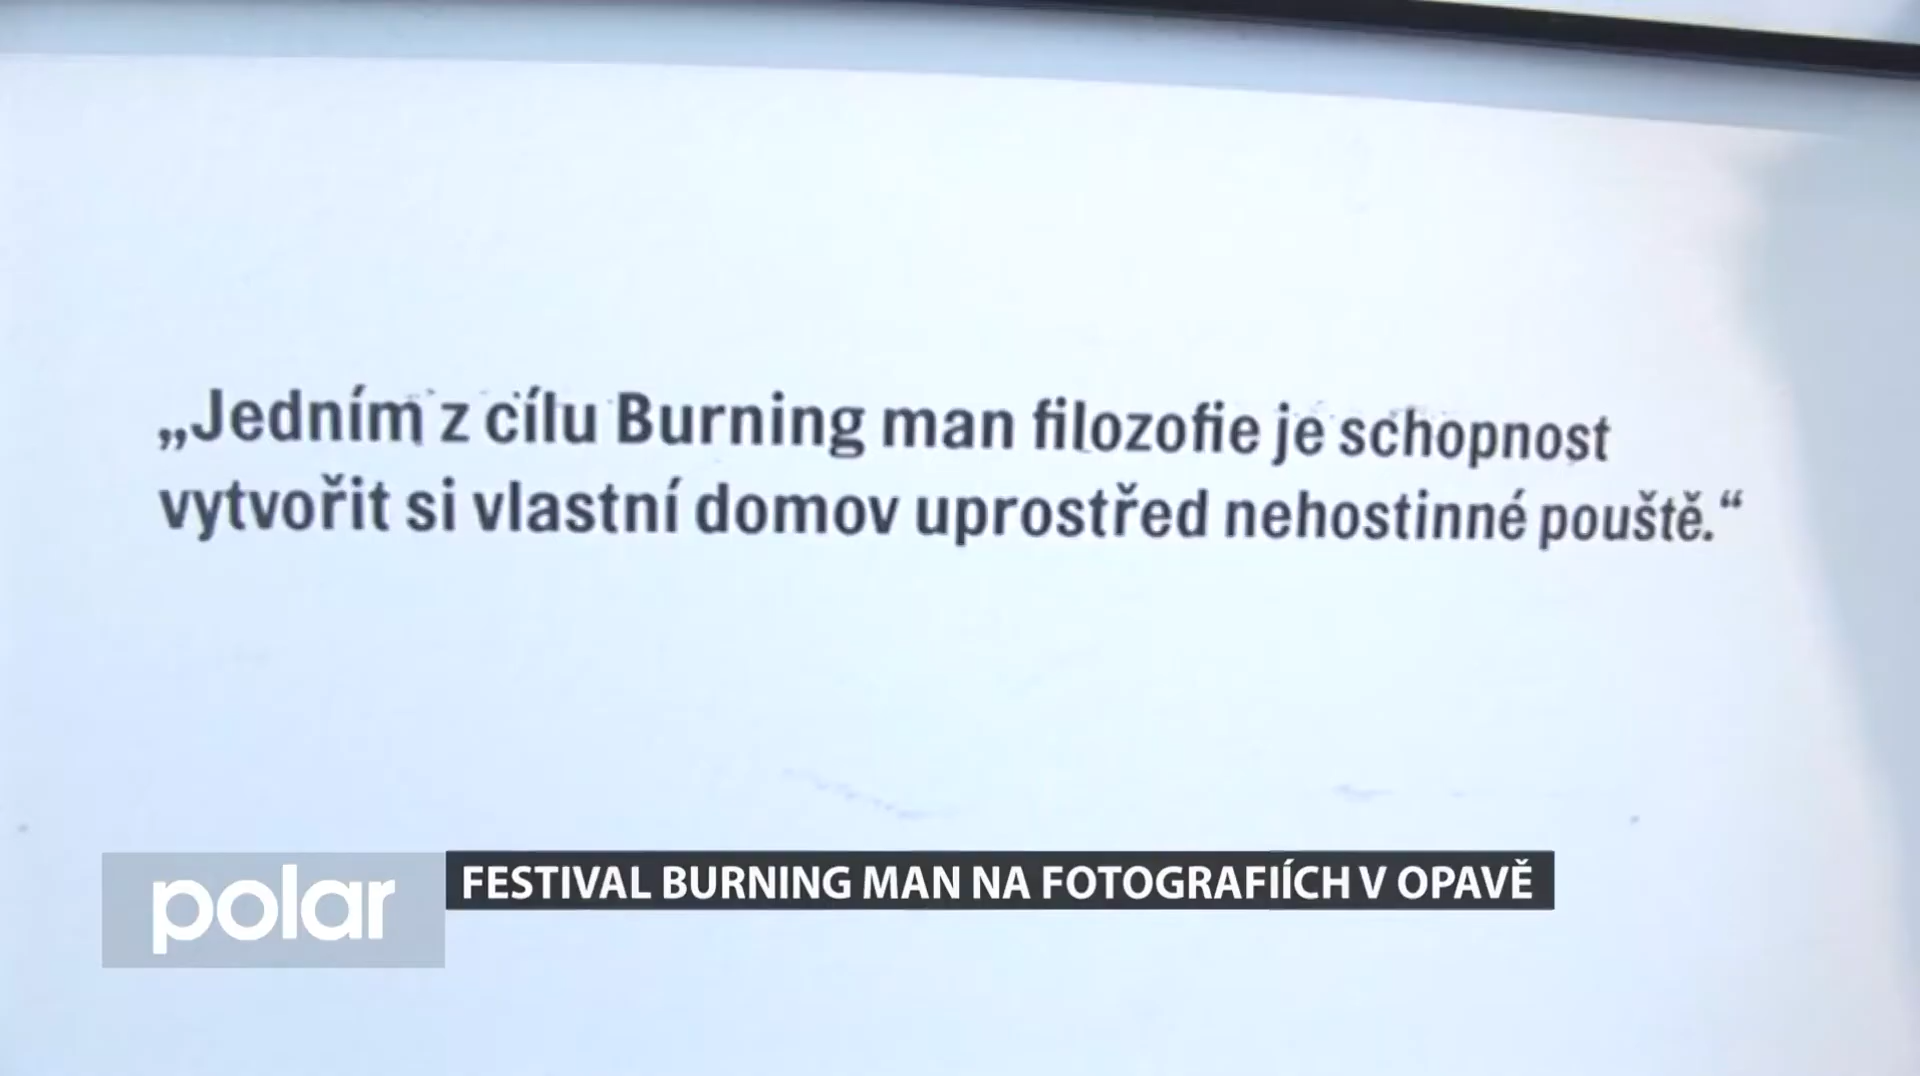 „Jedním z cílu Burning man filozofie je schopnost
vytvořit si vlastní domov uprostřed nehostinné pouště.“
polar
FESTIVAL BURNING MAN NA FOTOGRAFIÍCH V OPAVĚ